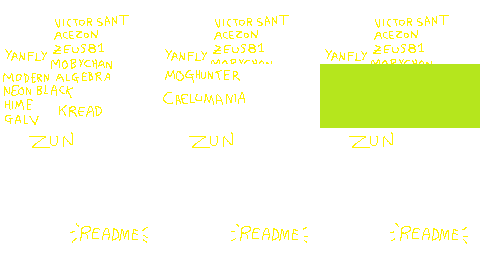 VICTOR SANT
ACEZON
ZEUS81
YANFLY
MOBYCHAN
MODERN ALGEBRA
NEON BLACK
HIME
GALV
KREAD
ZUN
README
VICTOR SANT
ACEZON
ZEUS81
YANFLY
MOBYCHAN
MOGHUNTER
CRELUMAMA
ZUN
README
VICTOR SANT
ACEZON
ZEUS81
YANFLY
MOBYCHAN
ZUN
README